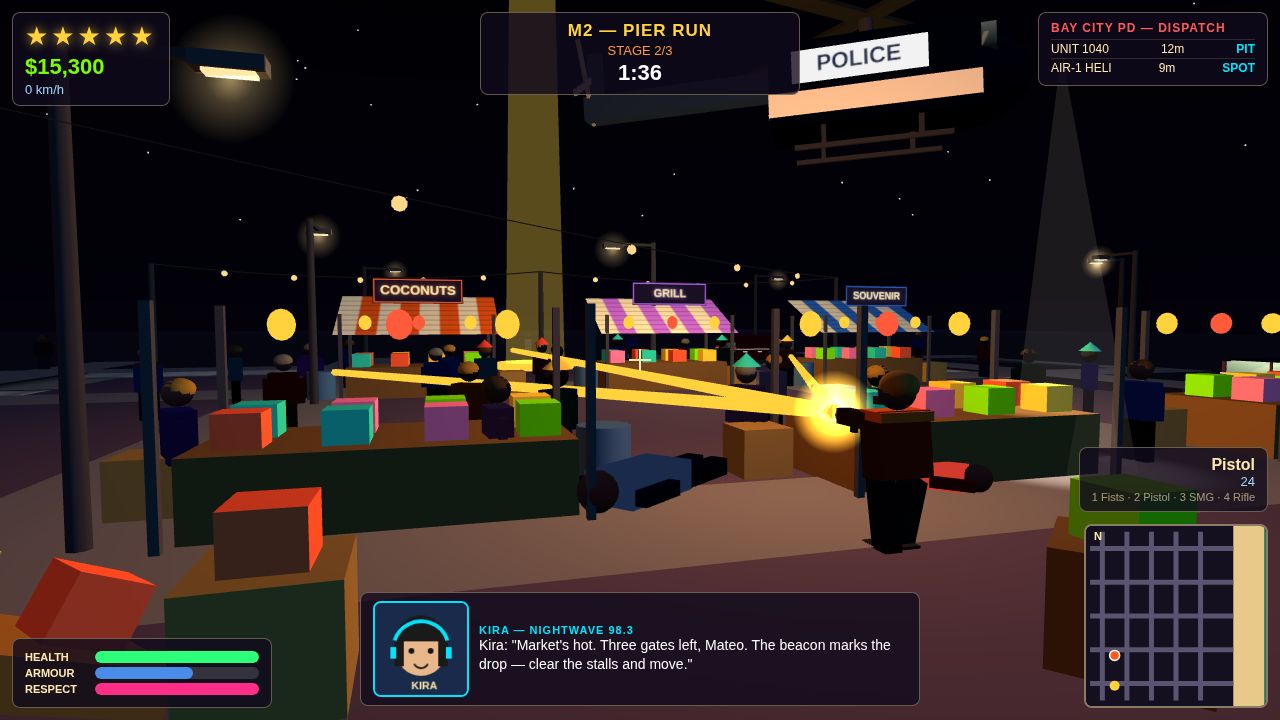 ★★★★★
$15,300
0 km/h
M2 — PIER RUN
STAGE 2/3
1:36
POLICE
BAY CITY PD — DISPATCH
UNIT 1040 12m PIT
AIR-1 HELI 9m SPOT
COCONUTS
GRILL
SOUVENIR
Pistol
24
1 Fists · 2 Pistol · 3 SMG · 4 Rifle
N
KIRA — NIGHTWAVE 98.3
Kira: "Market's hot. Three gates left, Mateo. The beacon marks the
drop — clear the stalls and move."
KIRA
HEALTH
ARMOUR
RESPECT